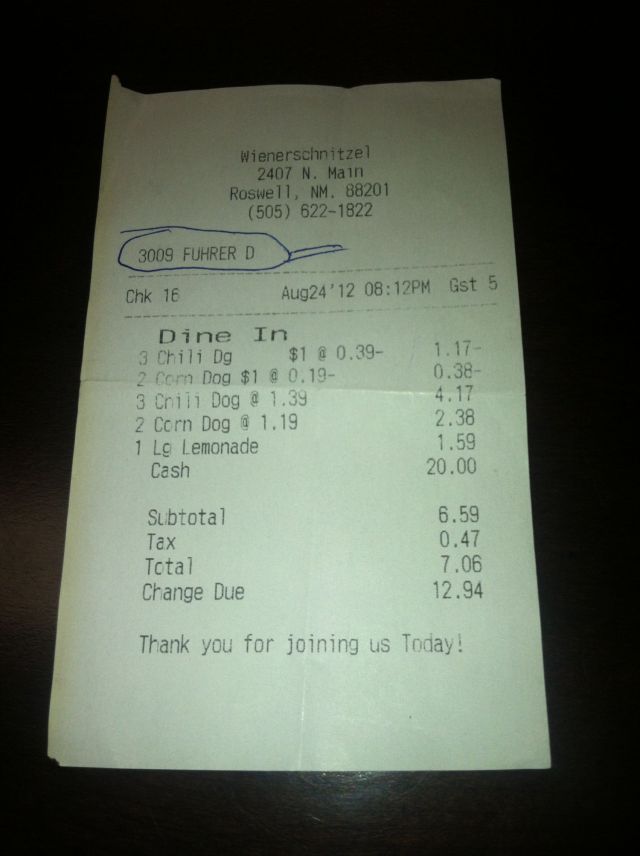 Wienerschnitzel
2407 N. Main
Roswell, NM. 88201
(505) 622-1822
3009 FUHRER D
Chk 16 Aug24'12 08:12PM Gst 5
Dine In
3 Chili Dg $1 @ 0.39- 1.17-
2 Corn Dog $1 @ 0.19- 0.38-
3 Chili Dog @ 1.39 4.17
2 Corn Dog @ 1.19 2.38
1 Lg Lemonade 1.59
Cash 20.00
Subtotal 6.59
Tax 0.47
Total 7.06
Change Due 12.94
Thank you for joining us Today!